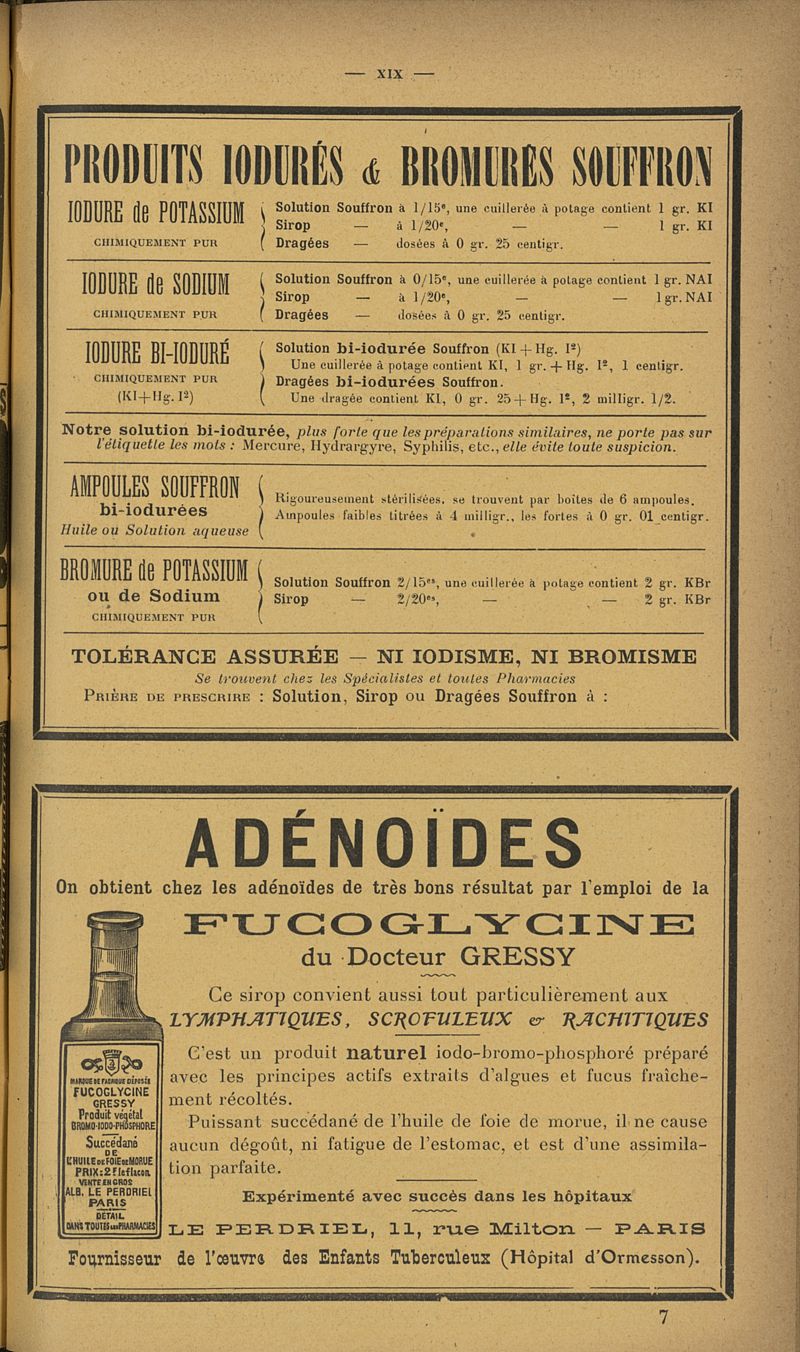 — XIX —
PRODUITS IODURÉS & BROMURÉS SOUFFRON
IODURE de POTASSIUM
CHIMIQUEMENT PUR
Solution Souffron à 1/15e, une cuillerée à potage contient 1 gr. KI
Sirop — à 1/20e, — — 1 gr. KI
Dragées — dosées à 0 gr. 25 centigr.
IODURE de SODIUM
CHIMIQUEMENT PUR
Solution Souffron à 0/15e, une cuillerée à potage contient 1 gr. NAI
Sirop — à 1/20e, — — 1 gr. NAI
Dragées — dosées à 0 gr. 25 centigr.
IODURE BI-IODURÉ
CHIMIQUEMENT PUR
(KI+Hg. I²)
Solution bi-iodurée Souffron (KI + Hg. I²)
Une cuillerée à potage contient KI, 1 gr. + Hg. I², 1 centigr.
Dragées bi-iodurées Souffron.
Une dragée contient KI, 0 gr. 25 + Hg. I², 2 milligr. 1/2.
Notre solution bi-iodurée, plus forte que les préparations similaires, ne porte pas sur
l'étiquette les mots : Mercure, Hydrargyre, Syphilis, etc., elle évite toute suspicion.
AMPOULES SOUFFRON
bi-iodurées
Huile ou Solution aqueuse
Rigoureusement stérilisées, se trouvent par boîtes de 6 ampoules.
Ampoules faibles titrées à 4 milligr., les fortes à 0 gr. 01 centigr.
BROMURE de POTASSIUM
ou de Sodium
CHIMIQUEMENT PUR
Solution Souffron 2/15es, une cuillerée à potage contient 2 gr. KBr
Sirop — 2/20es, — — 2 gr. KBr
TOLÉRANCE ASSURÉE — NI IODISME, NI BROMISME
Se trouvent chez les Spécialistes et toutes Pharmacies
PRIÈRE DE PRESCRIRE : Solution, Sirop ou Dragées Souffron à :
ADÉNOÏDES
On obtient chez les adénoïdes de très bons résultat par l'emploi de la
FUCOGLYCINE
du Docteur GRESSY
Ce sirop convient aussi tout particulièrement aux
LYMPHATIQUES, SCROFULEUX & RACHITIQUES
C'est un produit naturel iodo-bromo-phosphoré préparé
avec les principes actifs extraits d'algues et fucus fraîche-
ment récoltés.
Puissant succédané de l'huile de foie de morue, il ne cause
aucun dégoût, ni fatigue de l'estomac, et est d'une assimila-
tion parfaite.
Expérimenté avec succès dans les hôpitaux
LE PERDRIEL, 11, rue Milton — PARIS
MARQUE DE FABRIQUE DÉPOSÉE
FUCOGLYCINE
GRESSY
Produit végétal
BROMO-IODO-PHOSPHORE
Succédané
DE
L'HUILE DE FOIE DE MORUE
PRIX: 2f le flacon
VENTE EN GROS
ALB. LE PERDRIEL
PARIS
DÉTAIL
DANS TOUTES LES PHARMACIES
Fournisseur de l'œuvre des Enfants Tuberculeux (Hôpital d'Ormesson).
7